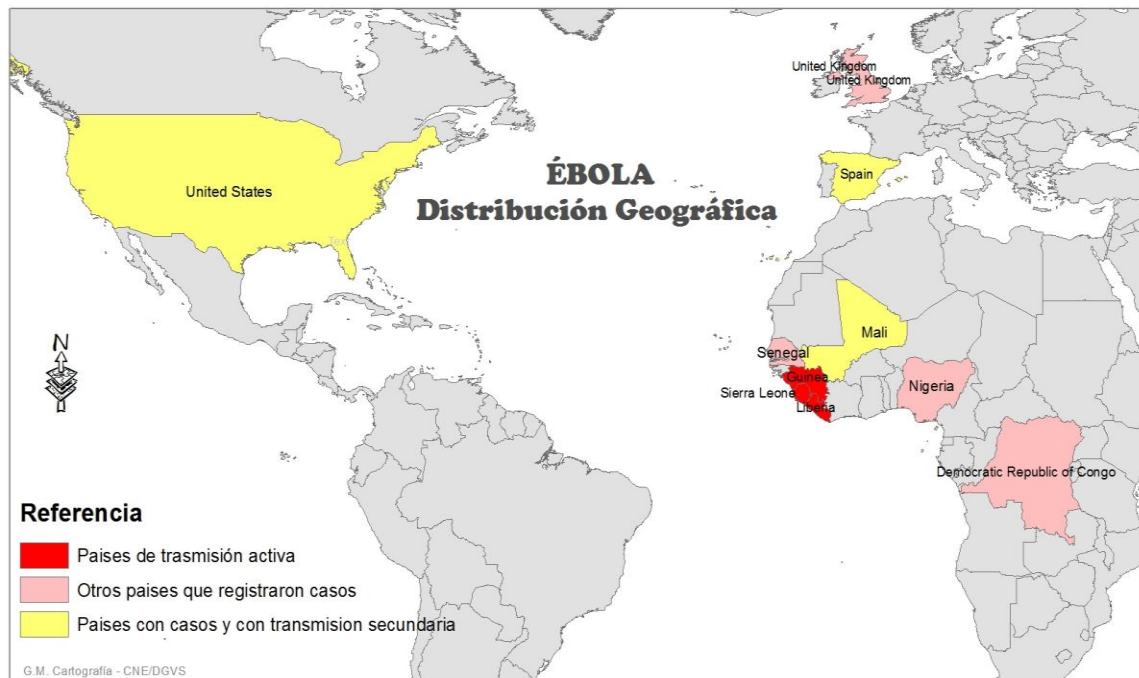 United Kingdom
United Kingdom
ÉBOLA
Distribución Geográfica
Spain
United States
Tex
N
Mali
Senegal
Guinea
Nigeria
Sierra Leone
Liberia
Democratic Republic of Congo
Referencia
Paises de trasmisión activa
Otros paises que registraron casos
Paises con casos y con transmision secundaria
G.M. Cartografía - CNE/DGVS